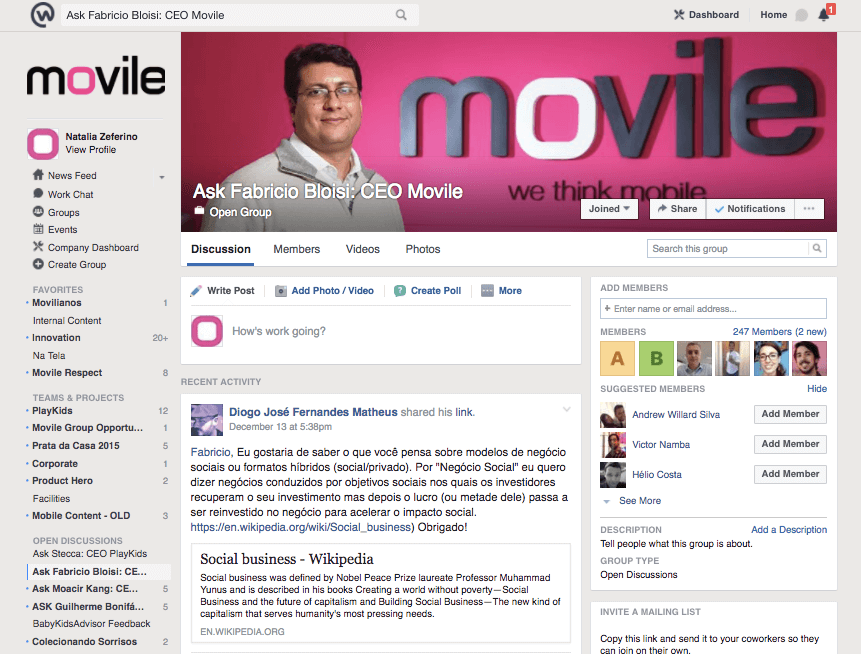 Ask Fabricio Bloisi: CEO Movile
Dashboard
Home
1
movile
Natalia Zeferino
View Profile
News Feed
Work Chat
Groups
Events
Company Dashboard
Create Group
FAVORITES
Movilianos 1
Internal Content
Innovation 20+
Na Tela
Movile Respect 8
TEAMS & PROJECTS
PlayKids 12
Movile Group Opportu... 1
Prata da Casa 2015 5
Corporate 1
Product Hero 2
Facilities
Mobile Content - OLD 3
OPEN DISCUSSIONS
Ask Stecca: CEO PlayKids
Ask Fabricio Bloisi: CE...
Ask Moacir Kang: CE... 5
ASK Guilherme Bonifá... 5
BabyKidsAdvisor Feedback
Colecionando Sorrisos 2
movile
we think mobile
Ask Fabricio Bloisi: CEO Movile
Open Group
Joined
Share
Notifications
Discussion
Members
Videos
Photos
Search this group
Write Post
Add Photo / Video
Create Poll
More
How's work going?
RECENT ACTIVITY
Diogo José Fernandes Matheus shared his link.
December 13 at 5:38pm
Fabricio, Eu gostaria de saber o que você pensa sobre modelos de negócio
sociais ou formatos híbridos (social/privado). Por "Negócio Social" eu quero
dizer negócios conduzidos por objetivos sociais nos quais os investidores
recuperam o seu investimento mas depois o lucro (ou metade dele) passa a
ser reinvestido no negócio para acelerar o impacto social.
https://en.wikipedia.org/wiki/Social_business) Obrigado!
Social business - Wikipedia
Social business was defined by Nobel Peace Prize laureate Professor Muhammad
Yunus and is described in his books Creating a world without poverty—Social
Business and the future of capitalism and Building Social Business—The new kind of
capitalism that serves humanity's most pressing needs.
EN.WIKIPEDIA.ORG
ADD MEMBERS
+ Enter name or email address...
MEMBERS
247 Members (2 new)
A
B
SUGGESTED MEMBERS
Hide
Andrew Willard Silva
Add Member
Victor Namba
Add Member
Hélio Costa
Add Member
See More
DESCRIPTION
Add a Description
Tell people what this group is about.
GROUP TYPE
Open Discussions
INVITE A MAILING LIST
Copy this link and send it to your coworkers so they
can join on their own.